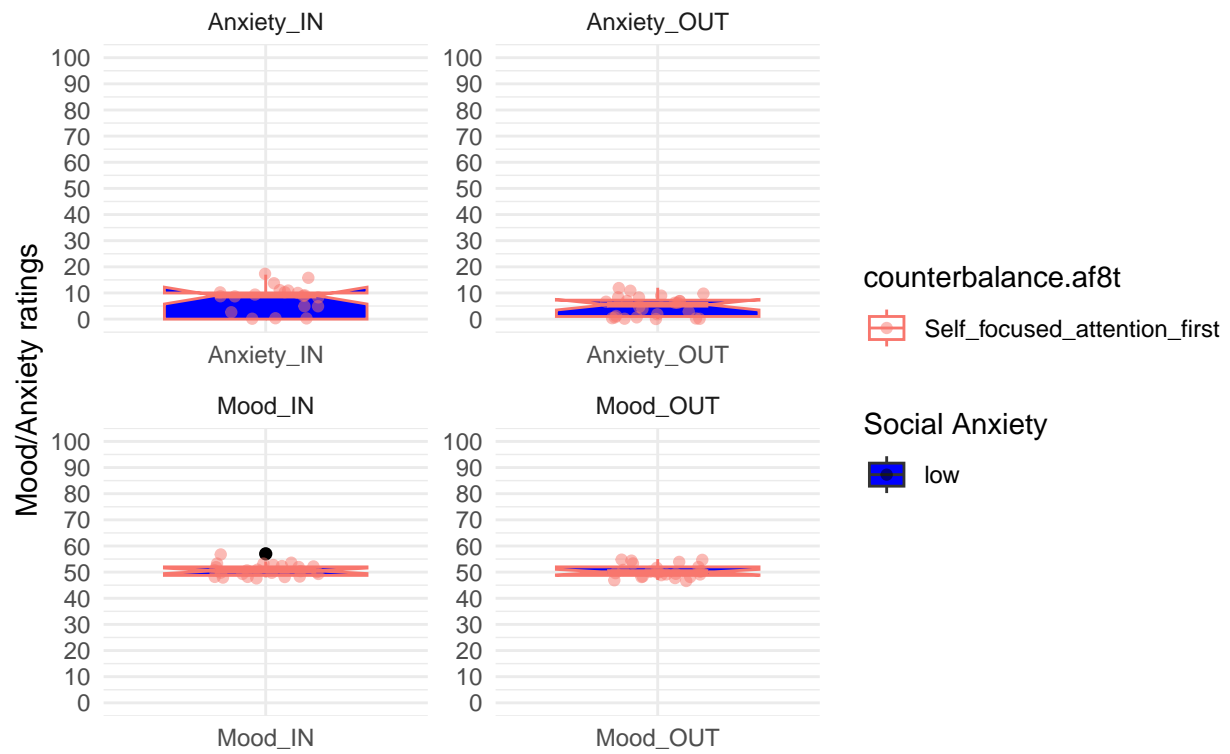 Anxiety_IN Anxiety_OUT
100 100
90 90
80 80
70 70
60 60
50 50
40 40
30 30
20 20
10 10
0 0
Anxiety_IN Anxiety_OUT
Mood_IN Mood_OUT
100 100
90 90
80 80
70 70
60 60
50 50
40 40
30 30
20 20
10 10
0 0
Mood_IN Mood_OUT
Mood/Anxiety ratings
counterbalance.af8t
Self_focused_attention_first
Social Anxiety
low